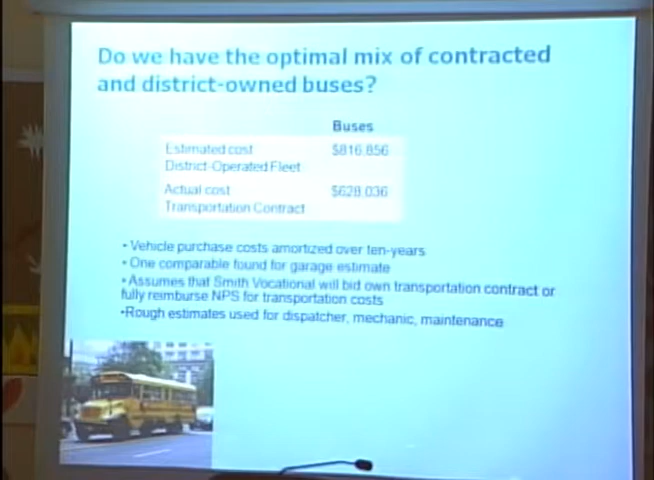 Do we have the optimal mix of contracted
and district-owned buses?
Buses
Estimated cost $816,856
District-Operated Fleet
Actual cost $628,036
Transportation Contract
• Vehicle purchase costs amortized over ten-years
• One comparable found for garage estimate
• Assumes that Smith Vocational will bid own transportation contract or
fully reimburse NPS for transportation costs
•Rough estimates used for dispatcher, mechanic, maintenance